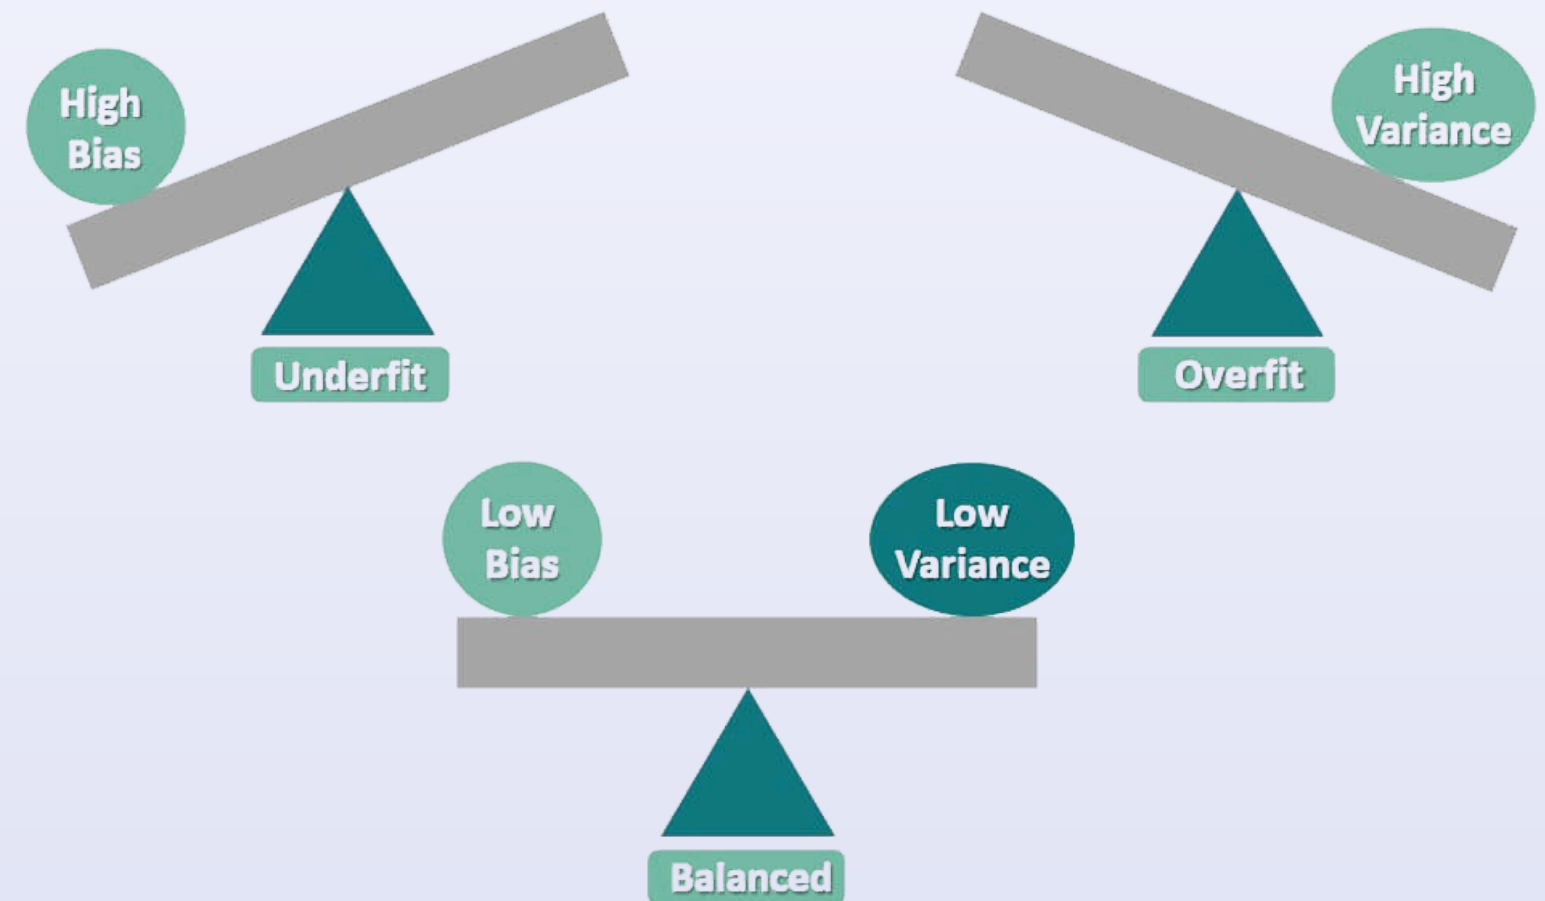 High
Bias
High
Variance
Underfit
Overfit
Low
Bias
Low
Variance
Balanced